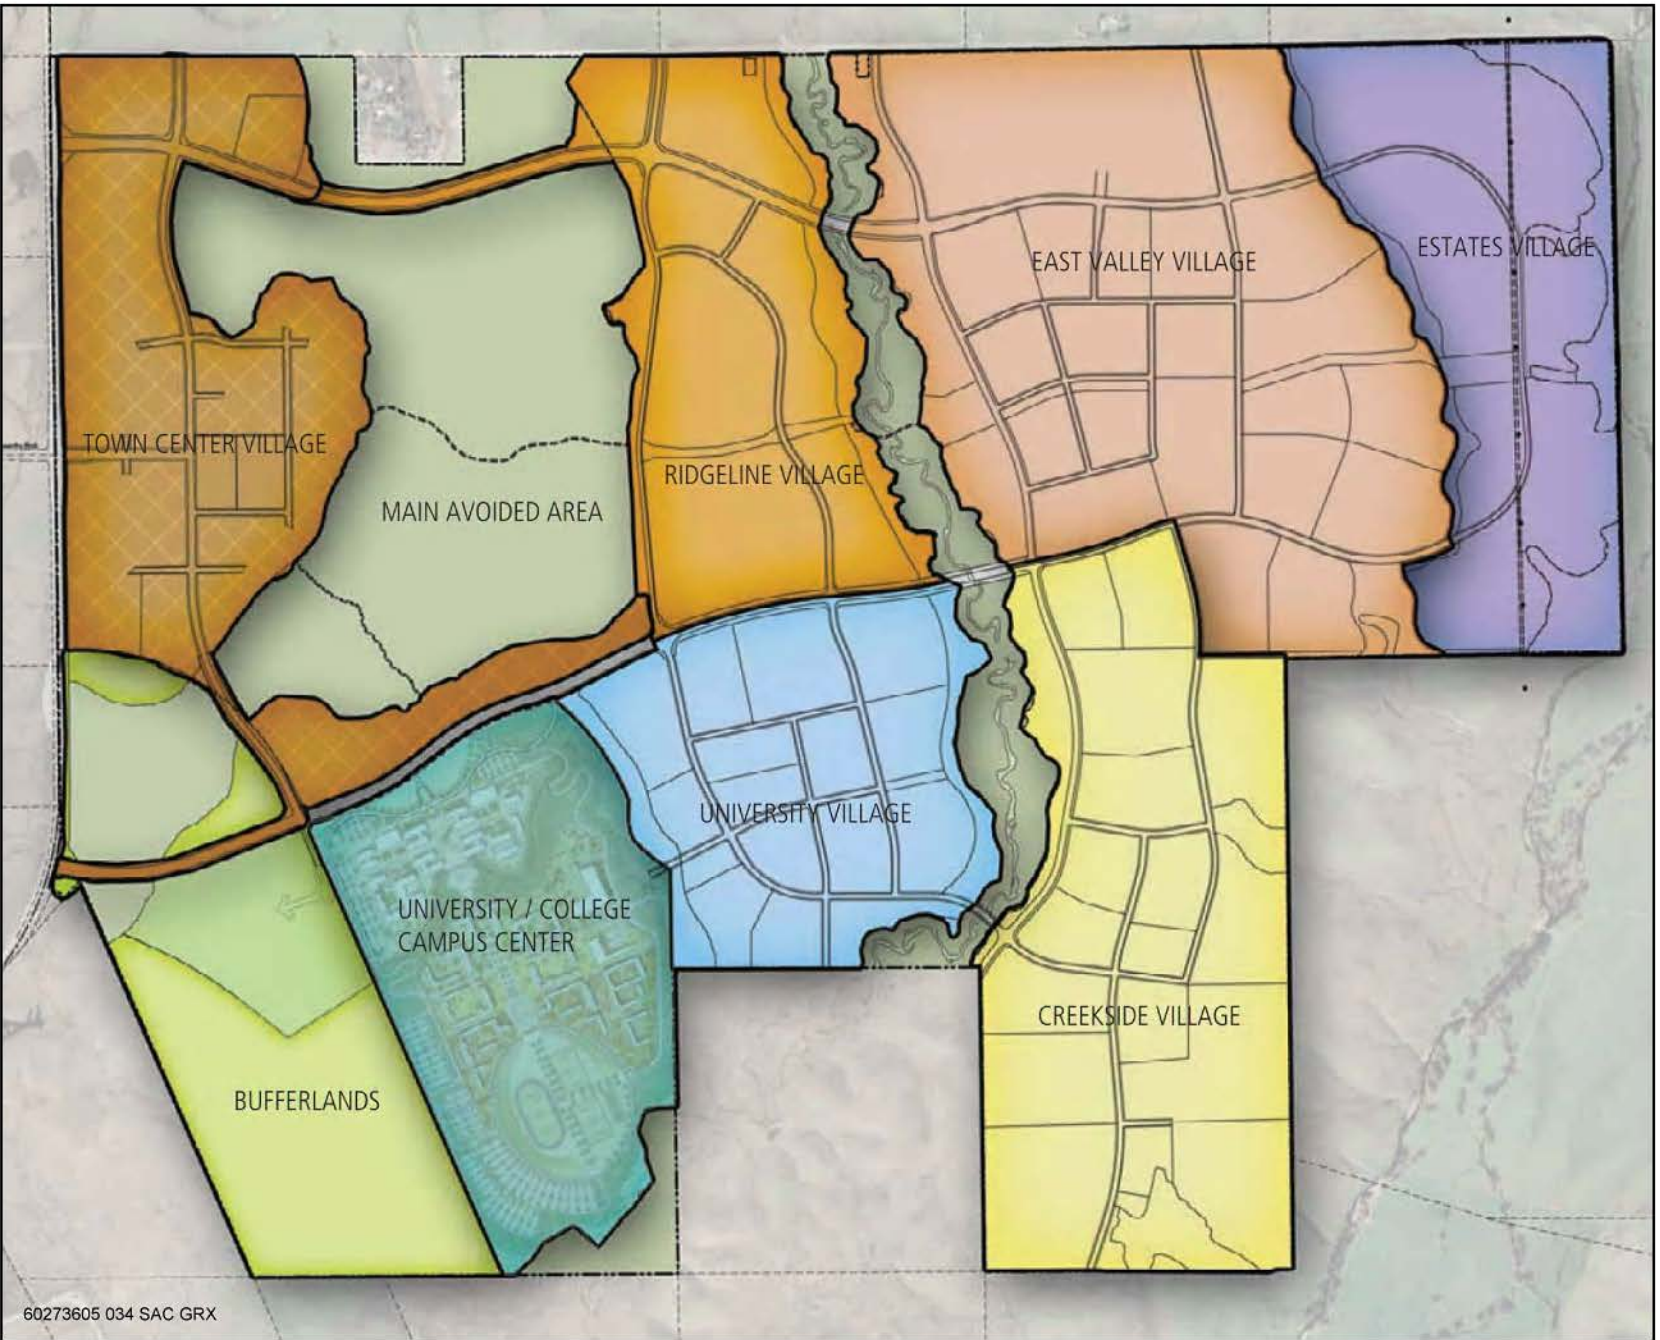 ESTATES VILLAGE
EAST VALLEY VILLAGE
TOWN CENTER VILLAGE
RIDGELINE VILLAGE
MAIN AVOIDED AREA
UNIVERSITY VILLAGE
UNIVERSITY / COLLEGE
CAMPUS CENTER
CREEKSIDE VILLAGE
BUFFERLANDS
60273605 034 SAC GRX